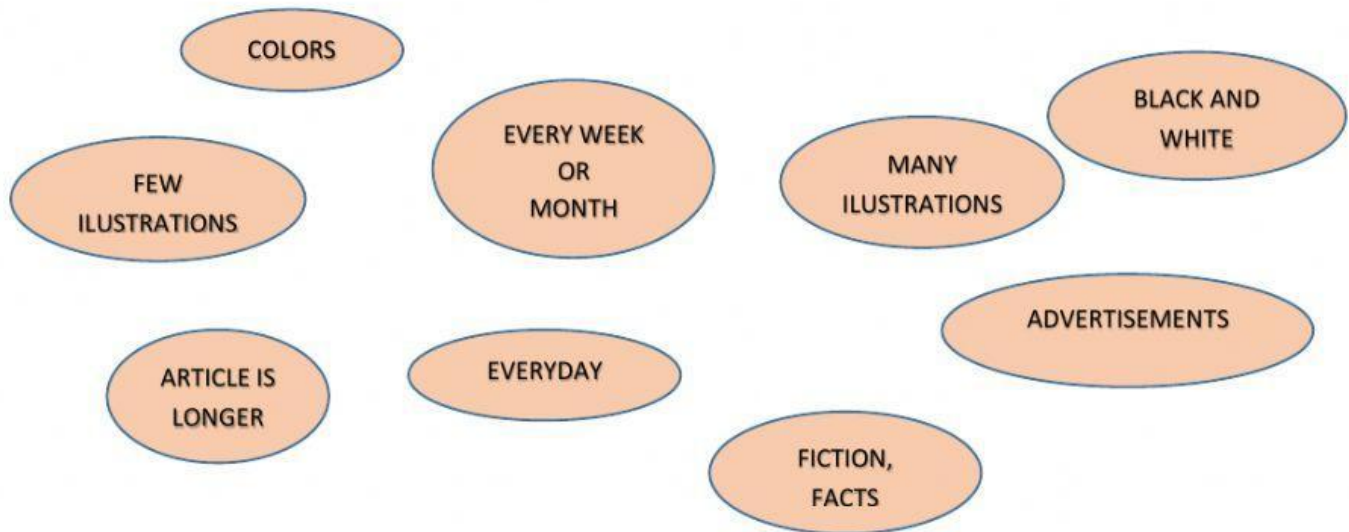 COLORS
BLACK AND
WHITE
EVERY WEEK
OR
MONTH
MANY
ILUSTRATIONS
FEW
ILUSTRATIONS
ADVERTISEMENTS
ARTICLE IS
LONGER
EVERYDAY
FICTION,
FACTS